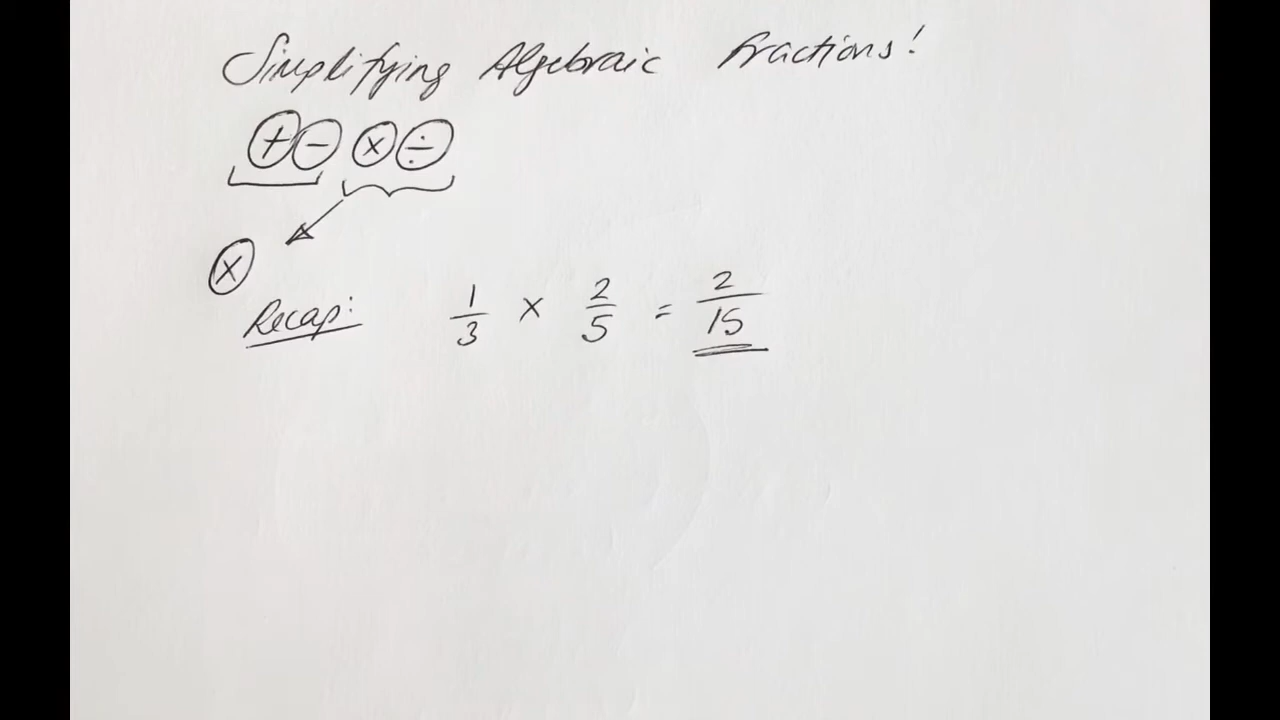 Simplifying Algebraic Fractions!
+ - × ÷
×
Recap: 1/3 × 2/5 = 2/15